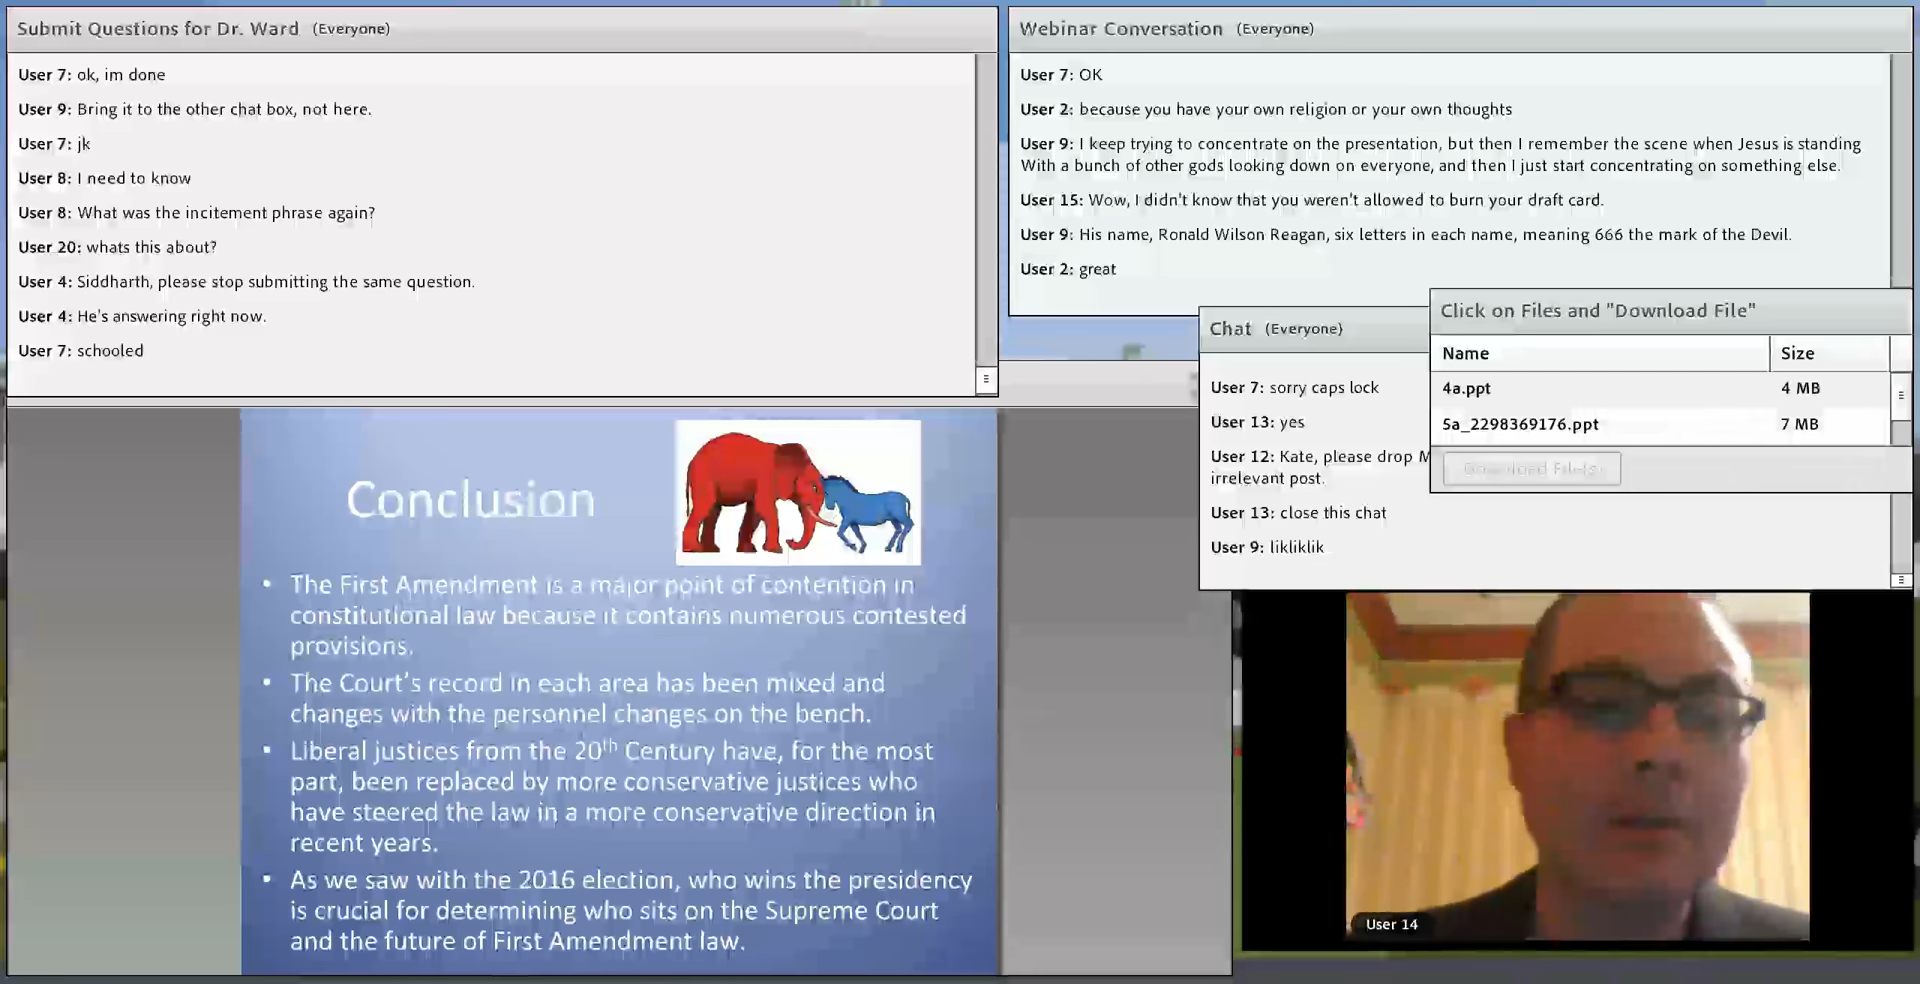 Submit Questions for Dr. Ward (Everyone)
User 7: ok, im done
User 9: Bring it to the other chat box, not here.
User 7: jk
User 8: I need to know
User 8: What was the incitement phrase again?
User 20: whats this about?
User 4: Siddharth, please stop submitting the same question.
User 4: He's answering right now.
User 7: schooled
Webinar Conversation (Everyone)
User 7: OK
User 2: because you have your own religion or your own thoughts
User 9: I keep trying to concentrate on the presentation, but then I remember the scene when Jesus is standing
With a bunch of other gods looking down on everyone, and then I just start concentrating on something else.
User 15: Wow, I didn't know that you weren't allowed to burn your draft card.
User 9: His name, Ronald Wilson Reagan, six letters in each name, meaning 666 the mark of the Devil.
User 2: great
Chat (Everyone)
User 7: sorry caps lock
User 13: yes
User 12: Kate, please drop M
irrelevant post.
User 13: close this chat
User 9: likliklik
Click on Files and "Download File"
Name Size
4a.ppt 4 MB
5a_2298369176.ppt 7 MB
Download File(s)
Conclusion
• The First Amendment is a major point of contention in
constitutional law because it contains numerous contested
provisions.
• The Court's record in each area has been mixed and
changes with the personnel changes on the bench.
• Liberal justices from the 20th Century have, for the most
part, been replaced by more conservative justices who
have steered the law in a more conservative direction in
recent years.
• As we saw with the 2016 election, who wins the presidency
is crucial for determining who sits on the Supreme Court
and the future of First Amendment law.
User 14